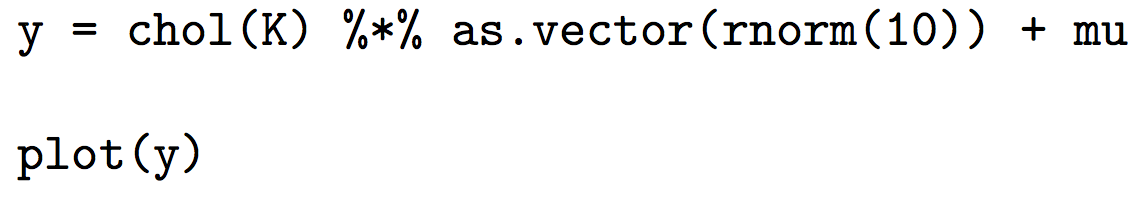 y = chol(K) %*% as.vector(rnorm(10)) + mu
plot(y)